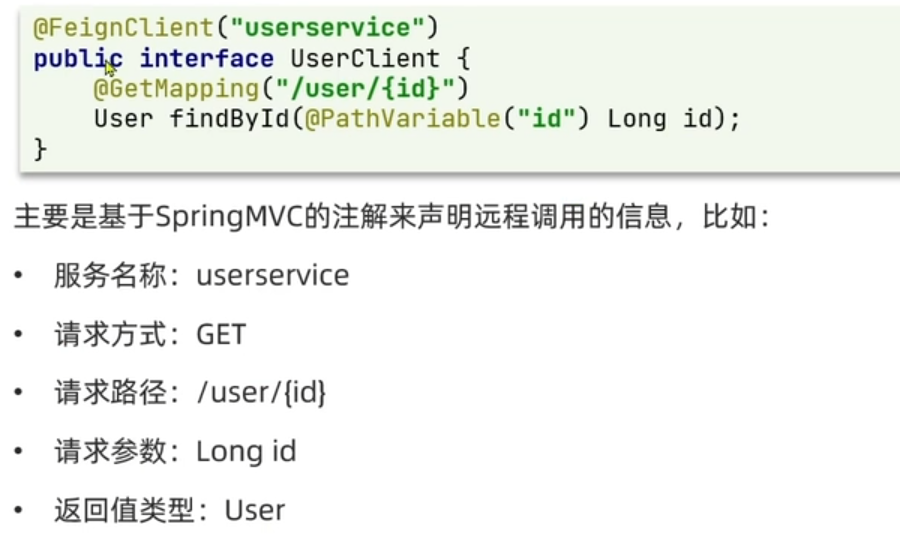 @FeignClient("userservice")
public interface UserClient {
    @GetMapping("/user/{id}")
    User findById(@PathVariable("id") Long id);
}
主要是基于SpringMVC的注解来声明远程调用的信息，比如：
• 服务名称：userservice
• 请求方式：GET
• 请求路径：/user/{id}
• 请求参数：Long id
• 返回值类型：User